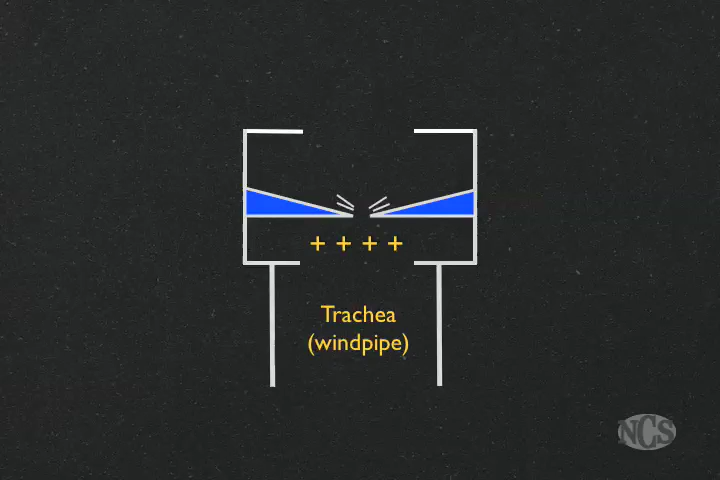 + + + +
Trachea
(windpipe)
NCS